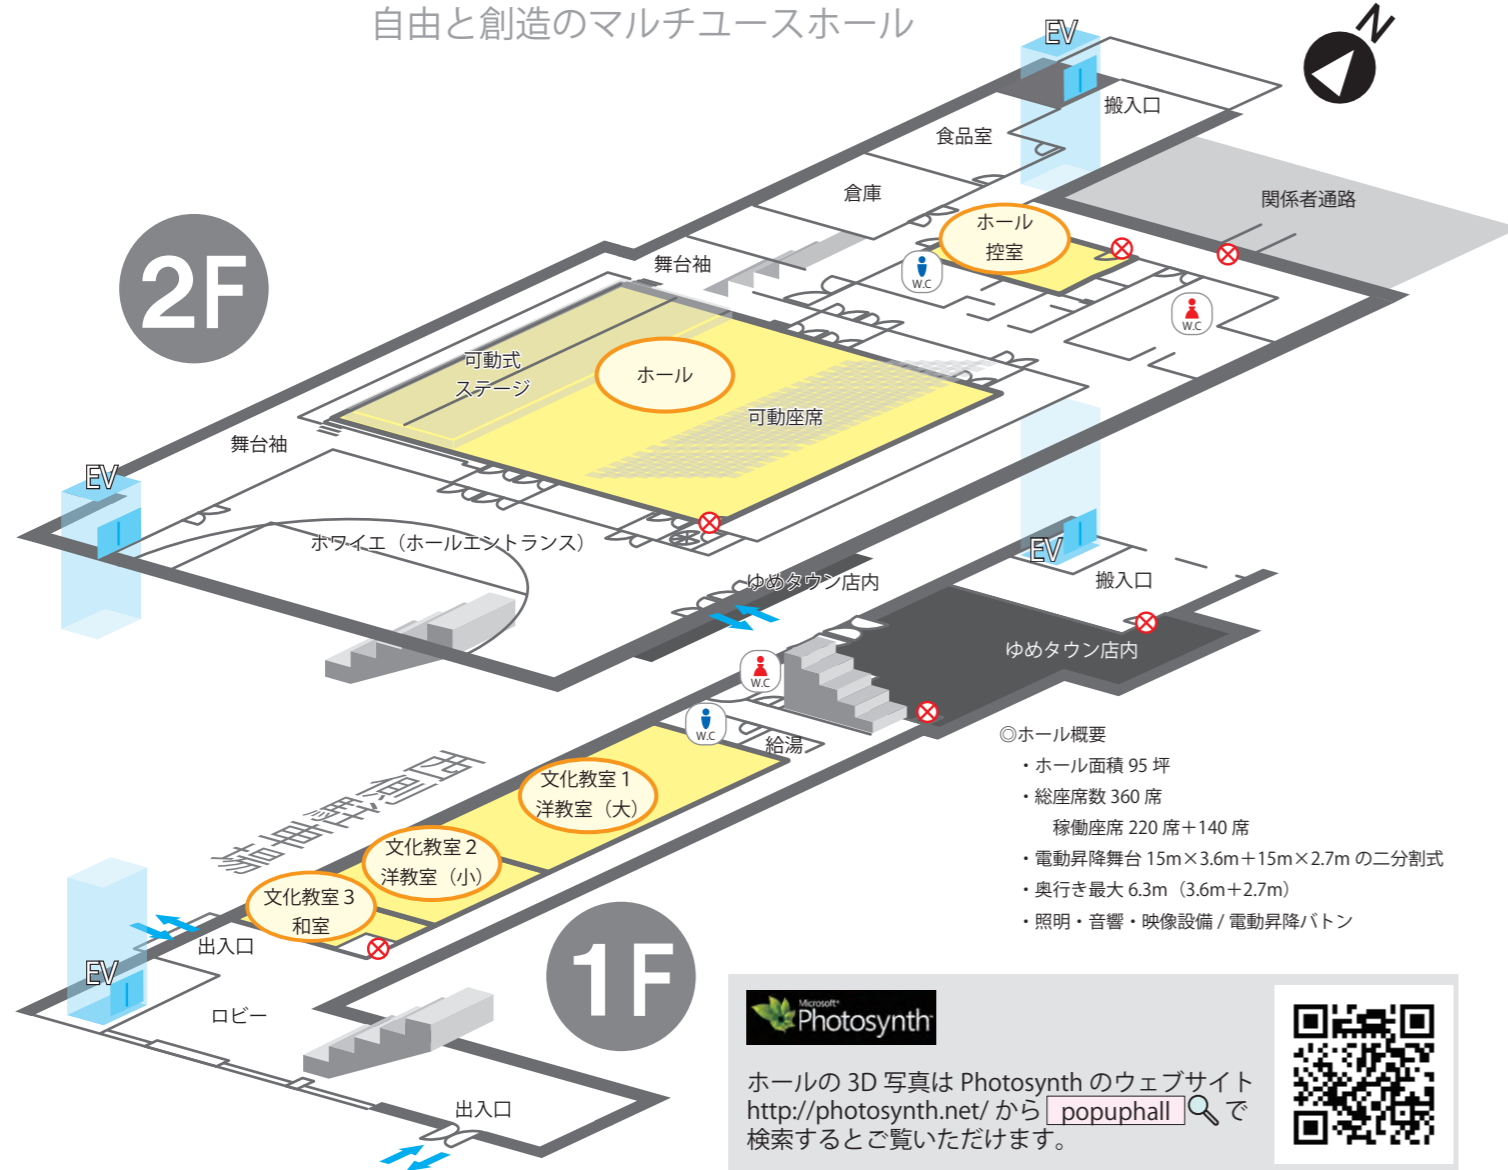 自由と創造のマルチユースホール
N
EV
搬入口
食品室
倉庫
関係者通路
ホール
控室
W.C
W.C
舞台袖
2F
可動式
ステージ
ホール
可動座席
舞台袖
EV
ホワイエ（ホールエントランス）
EV
搬入口
ゆめタウン店内
ゆめタウン店内
W.C
W.C
給湯
◎ホール概要
・ホール面積 95 坪
・総座席数 360 席
稼働座席 220 席＋140 席
・電動昇降舞台 15m×3.6m＋15m×2.7m の二分割式
・奥行き最大 6.3m（3.6m＋2.7m）
・照明・音響・映像設備 / 電動昇降バトン
文化教室 1
洋教室（大）
文化教室 2
洋教室（小）
文化教室 3
和室
出入口
EV
ロビー
1F
出入口
Microsoft®
Photosynth
ホールの 3D 写真は Photosynth のウェブサイト
http://photosynth.net/ から popuphall で
検索するとご覧いただけます。